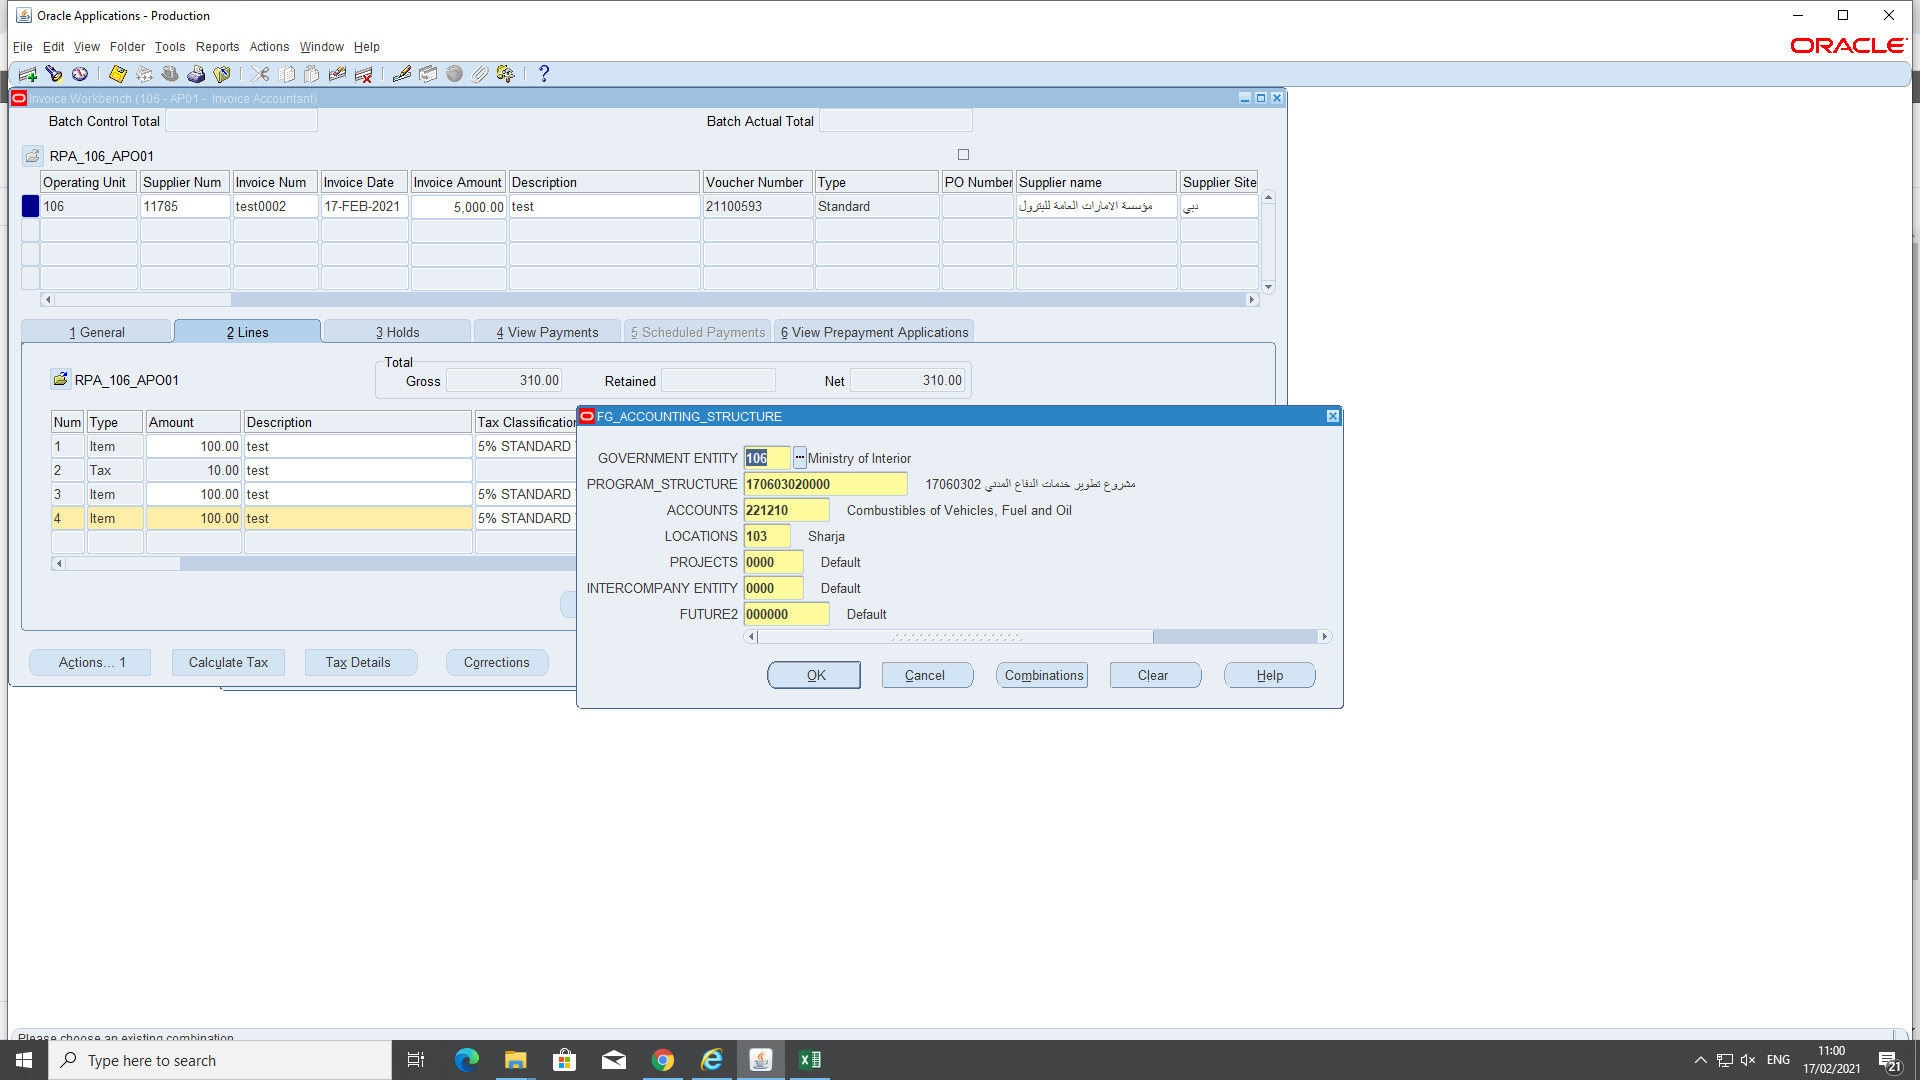 Oracle Applications - Production
File Edit View Folder Tools Reports Actions Window Help
ORACLE
Invoice Workbench (106 - AP01 - Invoice Accountant)
Batch Control Total
Batch Actual Total
RPA_106_APO01
Operating Unit Supplier Num Invoice Num Invoice Date Invoice Amount Description Voucher Number Type PO Number Supplier name Supplier Site
106 11785 test0002 17-FEB-2021 5,000.00 test 21100593 Standard مؤسسة الامارات العامة للبترول دبي
1 General 2 Lines 3 Holds 4 View Payments 5 Scheduled Payments 6 View Prepayment Applications
Total
RPA_106_APO01 Gross 310.00 Retained Net 310.00
Num Type Amount Description Tax Classification
1 Item 100.00 test 5% STANDARD
2 Tax 10.00 test
3 Item 100.00 test 5% STANDARD
4 Item 100.00 test 5% STANDARD
Actions... 1 Calculate Tax Tax Details Corrections
FG_ACCOUNTING_STRUCTURE
GOVERNMENT ENTITY 106 ... Ministry of Interior
PROGRAM_STRUCTURE 170603020000 17060302 مشروع تطوير خدمات الدفاع المدني
ACCOUNTS 221210 Combustibles of Vehicles, Fuel and Oil
LOCATIONS 103 Sharja
PROJECTS 0000 Default
INTERCOMPANY ENTITY 0000 Default
FUTURE2 000000 Default
OK Cancel Combinations Clear Help
Please choose an existing combination
Type here to search
ENG
11:00
17/02/2021
21